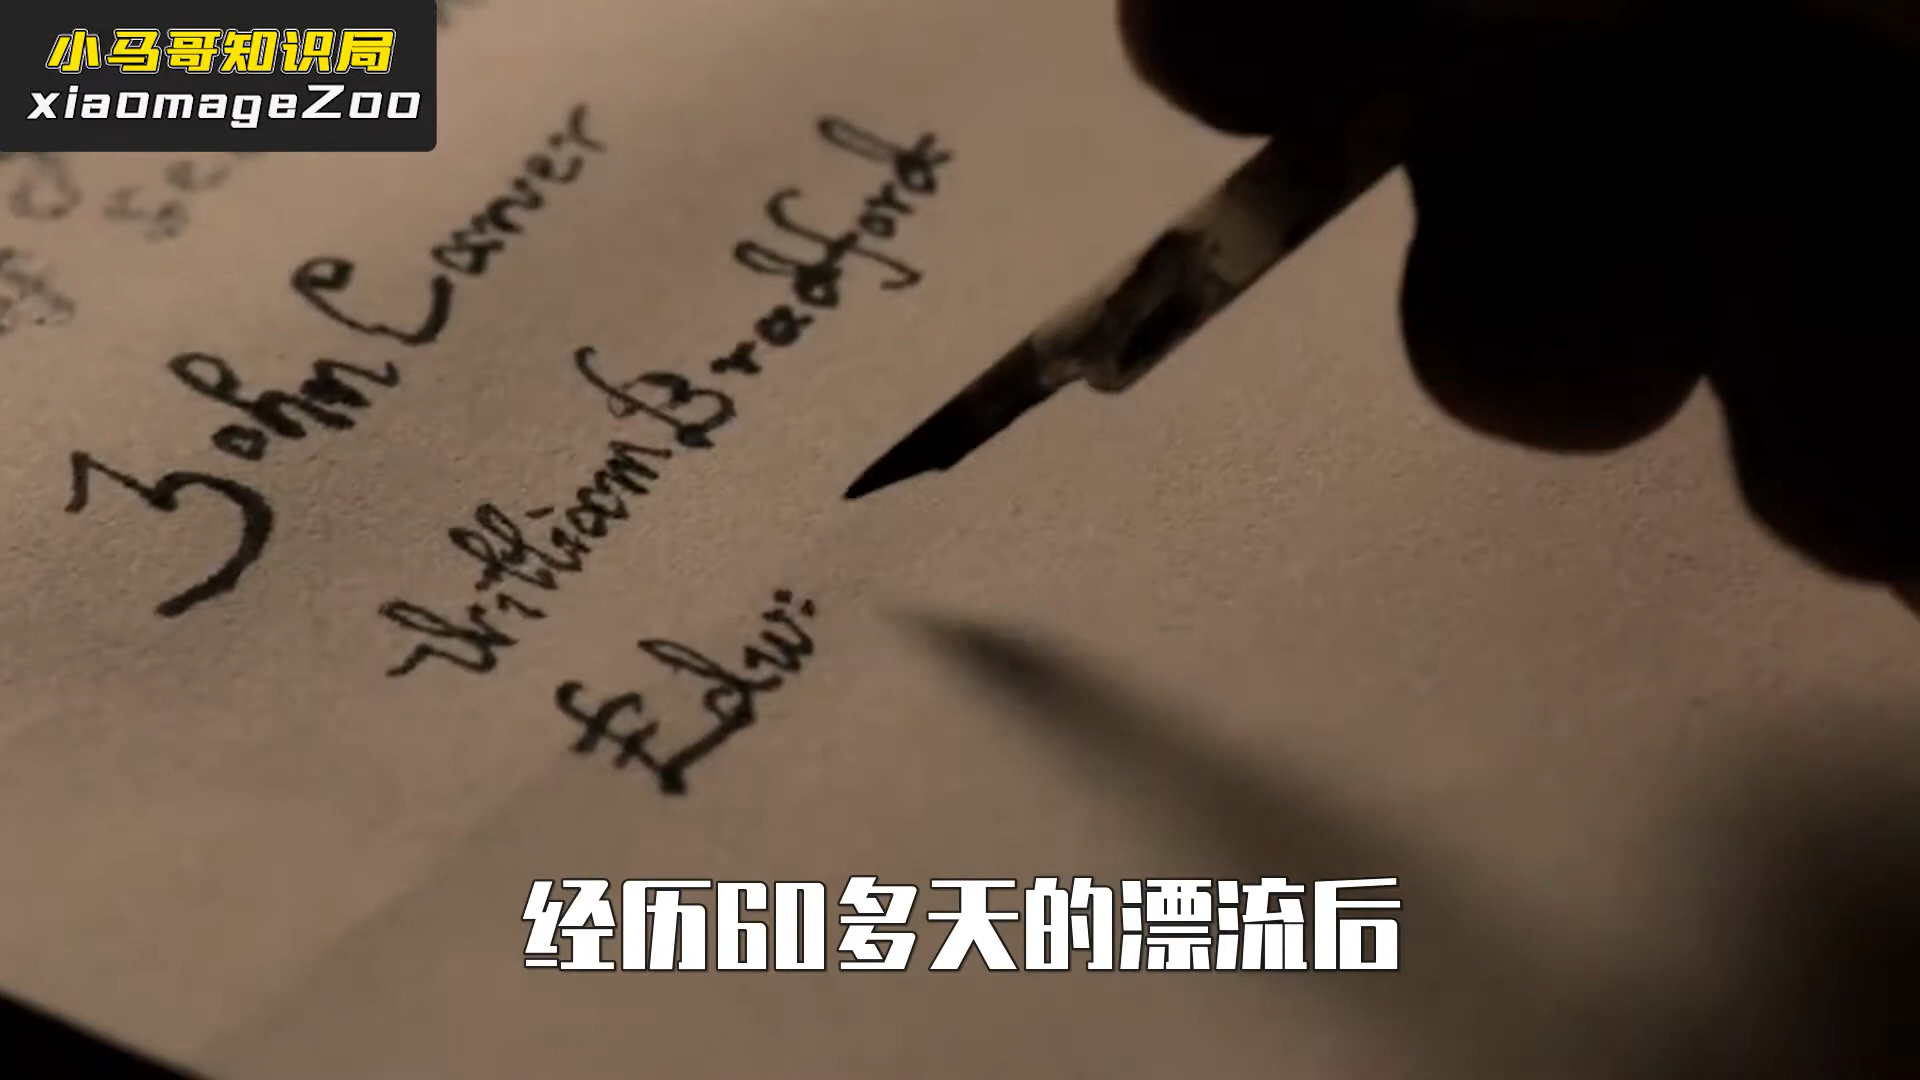 小马哥知识局
xiaomageZoo
John Carver
William Bradford
Edw:
经历60多天的漂流后